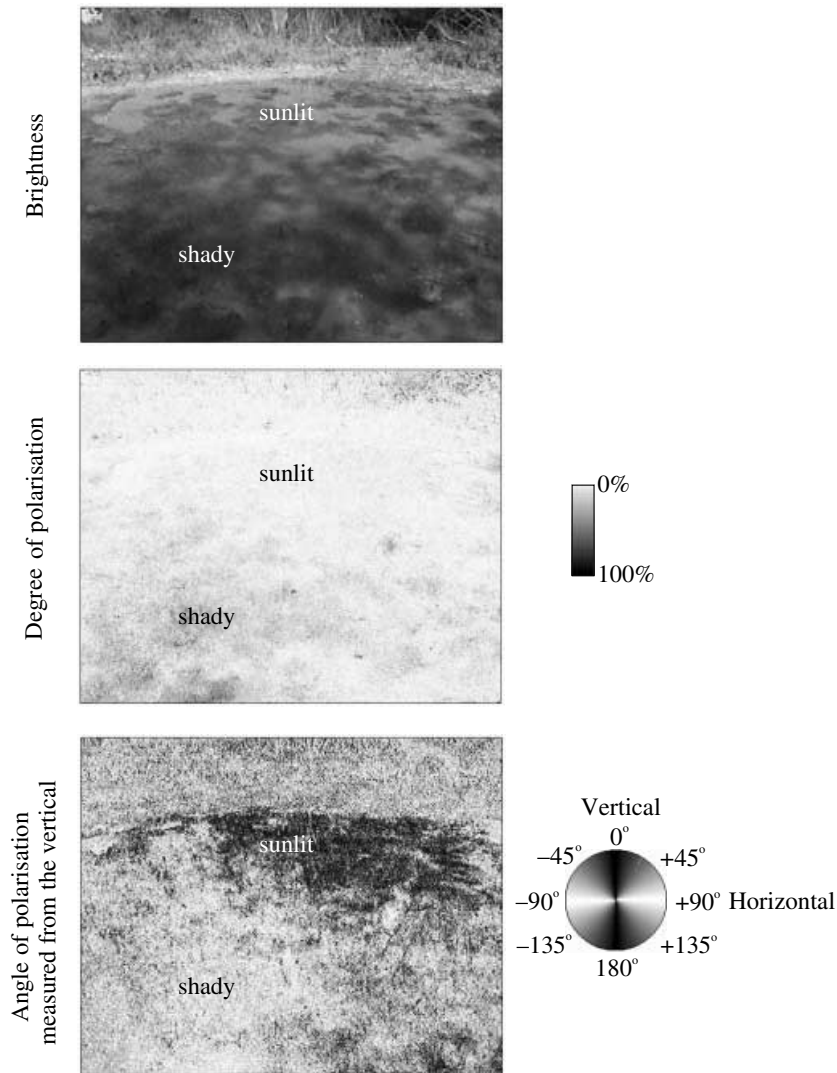 Brightness
sunlit
shady
Degree of polarisation
sunlit
shady
0%
100%
Angle of polarisation
measured from the vertical
sunlit
shady
Vertical
0°
–45° +45°
–90° +90° Horizontal
–135° +135°
180°